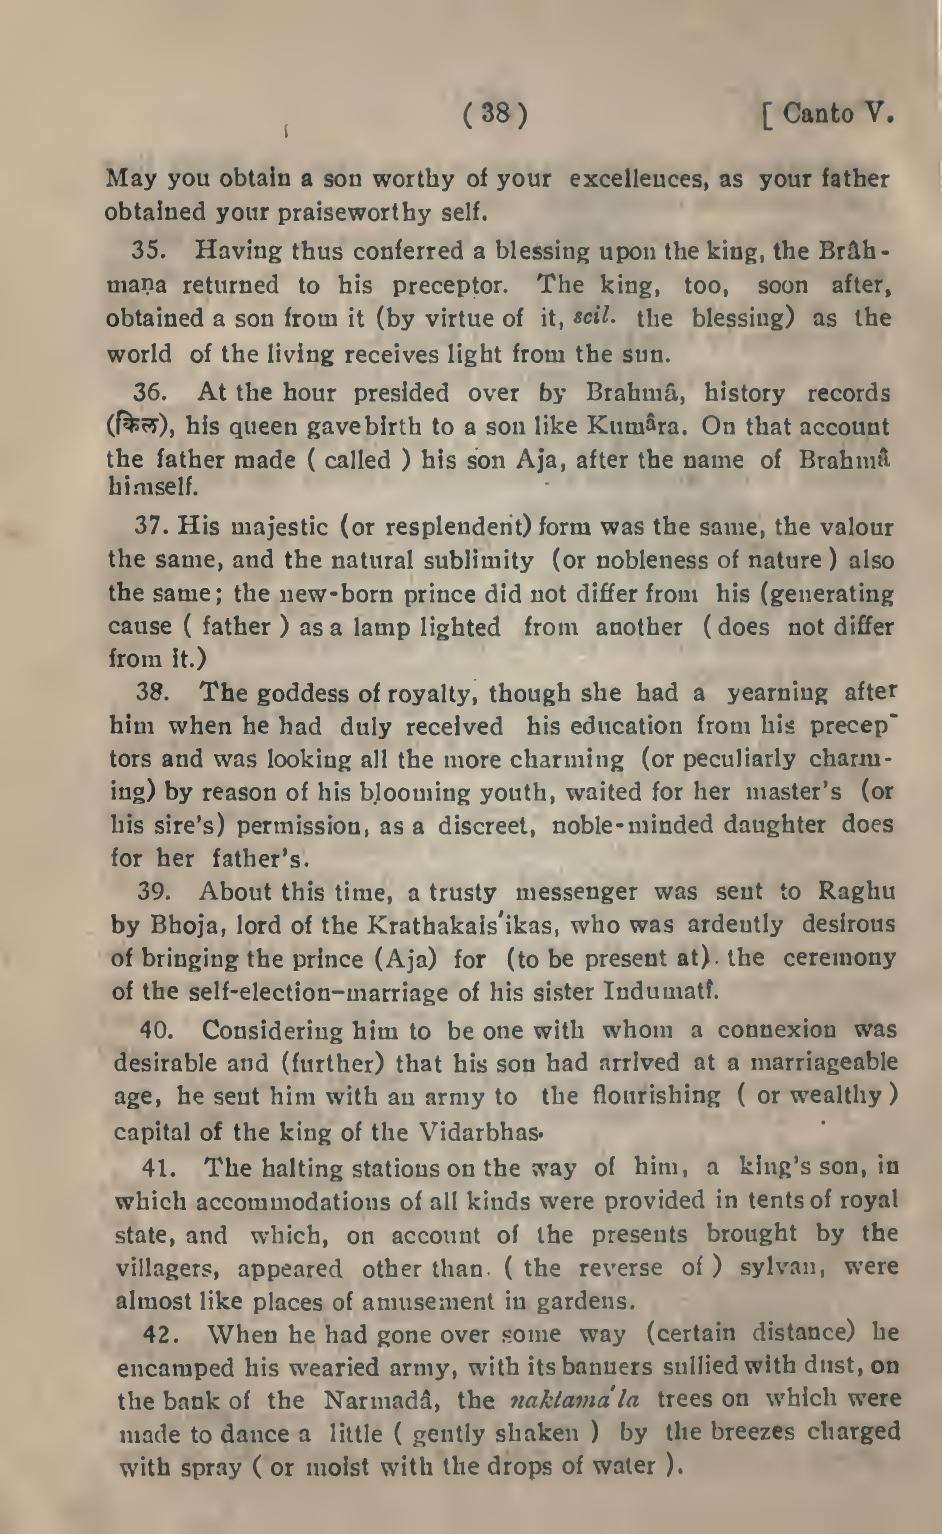 ( 38 ) [ Canto V.
May you obtain a son worthy of your excellences, as your father
obtained your praiseworthy self.
35. Having thus conferred a blessing upon the king, the Brâh-
maṇa returned to his preceptor. The king, too, soon after,
obtained a son from it (by virtue of it, scil. the blessing) as the
world of the living receives light from the sun.
36. At the hour presided over by Brahmâ, history records
(किल), his queen gave birth to a son like Kumâra. On that account
the father made ( called ) his son Aja, after the name of Brahmâ
himself.
37. His majestic (or resplendent) form was the same, the valour
the same, and the natural sublimity (or nobleness of nature ) also
the same; the new-born prince did not differ from his (generating
cause ( father ) as a lamp lighted from another ( does not differ
from it.)
38. The goddess of royalty, though she had a yearning after
him when he had duly received his education from his precep-
tors and was looking all the more charming (or peculiarly charm-
ing) by reason of his blooming youth, waited for her master's (or
his sire's) permission, as a discreet, noble-minded daughter does
for her father's.
39. About this time, a trusty messenger was sent to Raghu
by Bhoja, lord of the Krathakais'ikas, who was ardently desirous
of bringing the prince (Aja) for (to be present at). the ceremony
of the self-election-marriage of his sister Indumatî.
40. Considering him to be one with whom a connexion was
desirable and (further) that his son had arrived at a marriageable
age, he sent him with an army to the flourishing ( or wealthy )
capital of the king of the Vidarbhas.
41. The halting stations on the way of him, a king's son, in
which accommodations of all kinds were provided in tents of royal
state, and which, on account of the presents brought by the
villagers, appeared other than. ( the reverse of ) sylvan, were
almost like places of amusement in gardens.
42. When he had gone over some way (certain distance) he
encamped his wearied army, with its banners sullied with dust, on
the bank of the Narmadâ, the naktamá'la trees on which were
made to dance a little ( gently shaken ) by the breezes charged
with spray ( or moist with the drops of water ).